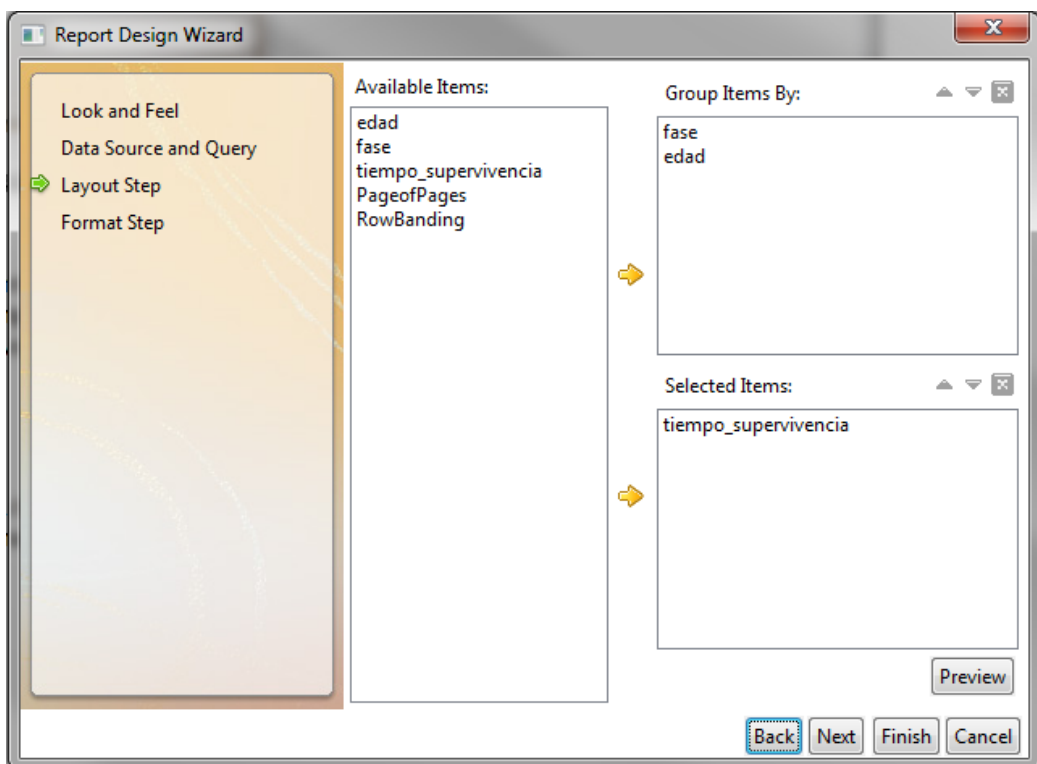 Report Design Wizard
Look and Feel
Data Source and Query
Layout Step
Format Step
Available Items:
edad
fase
tiempo_supervivencia
PageofPages
RowBanding
Group Items By:
fase
edad
Selected Items:
tiempo_supervivencia
Preview
Back
Next
Finish
Cancel